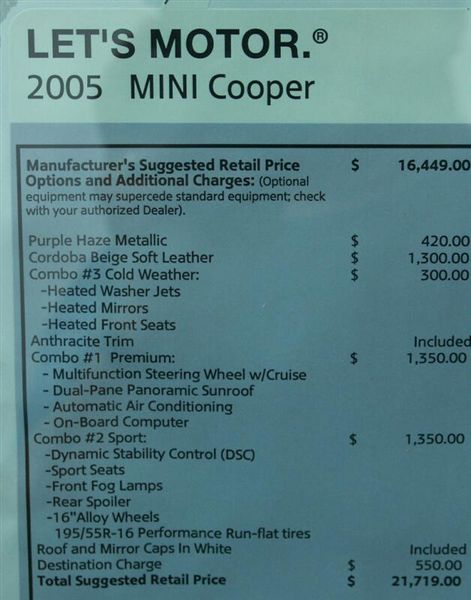 LET'S MOTOR.®
2005 MINI Cooper
Manufacturer's Suggested Retail Price $ 16,449.00
Options and Additional Charges: (Optional
equipment may supercede standard equipment; check
with your authorized Dealer).
Purple Haze Metallic $ 420.00
Cordoba Beige Soft Leather $ 1,300.00
Combo #3 Cold Weather: $ 300.00
-Heated Washer Jets
-Heated Mirrors
-Heated Front Seats
Anthracite Trim Included
Combo #1 Premium: $ 1,350.00
- Multifunction Steering Wheel w/Cruise
- Dual-Pane Panoramic Sunroof
- Automatic Air Conditioning
- On-Board Computer
Combo #2 Sport: $ 1,350.00
-Dynamic Stability Control (DSC)
-Sport Seats
-Front Fog Lamps
-Rear Spoiler
-16"Alloy Wheels
195/55R-16 Performance Run-flat tires
Roof and Mirror Caps In White Included
Destination Charge $ 550.00
Total Suggested Retail Price $ 21,719.00